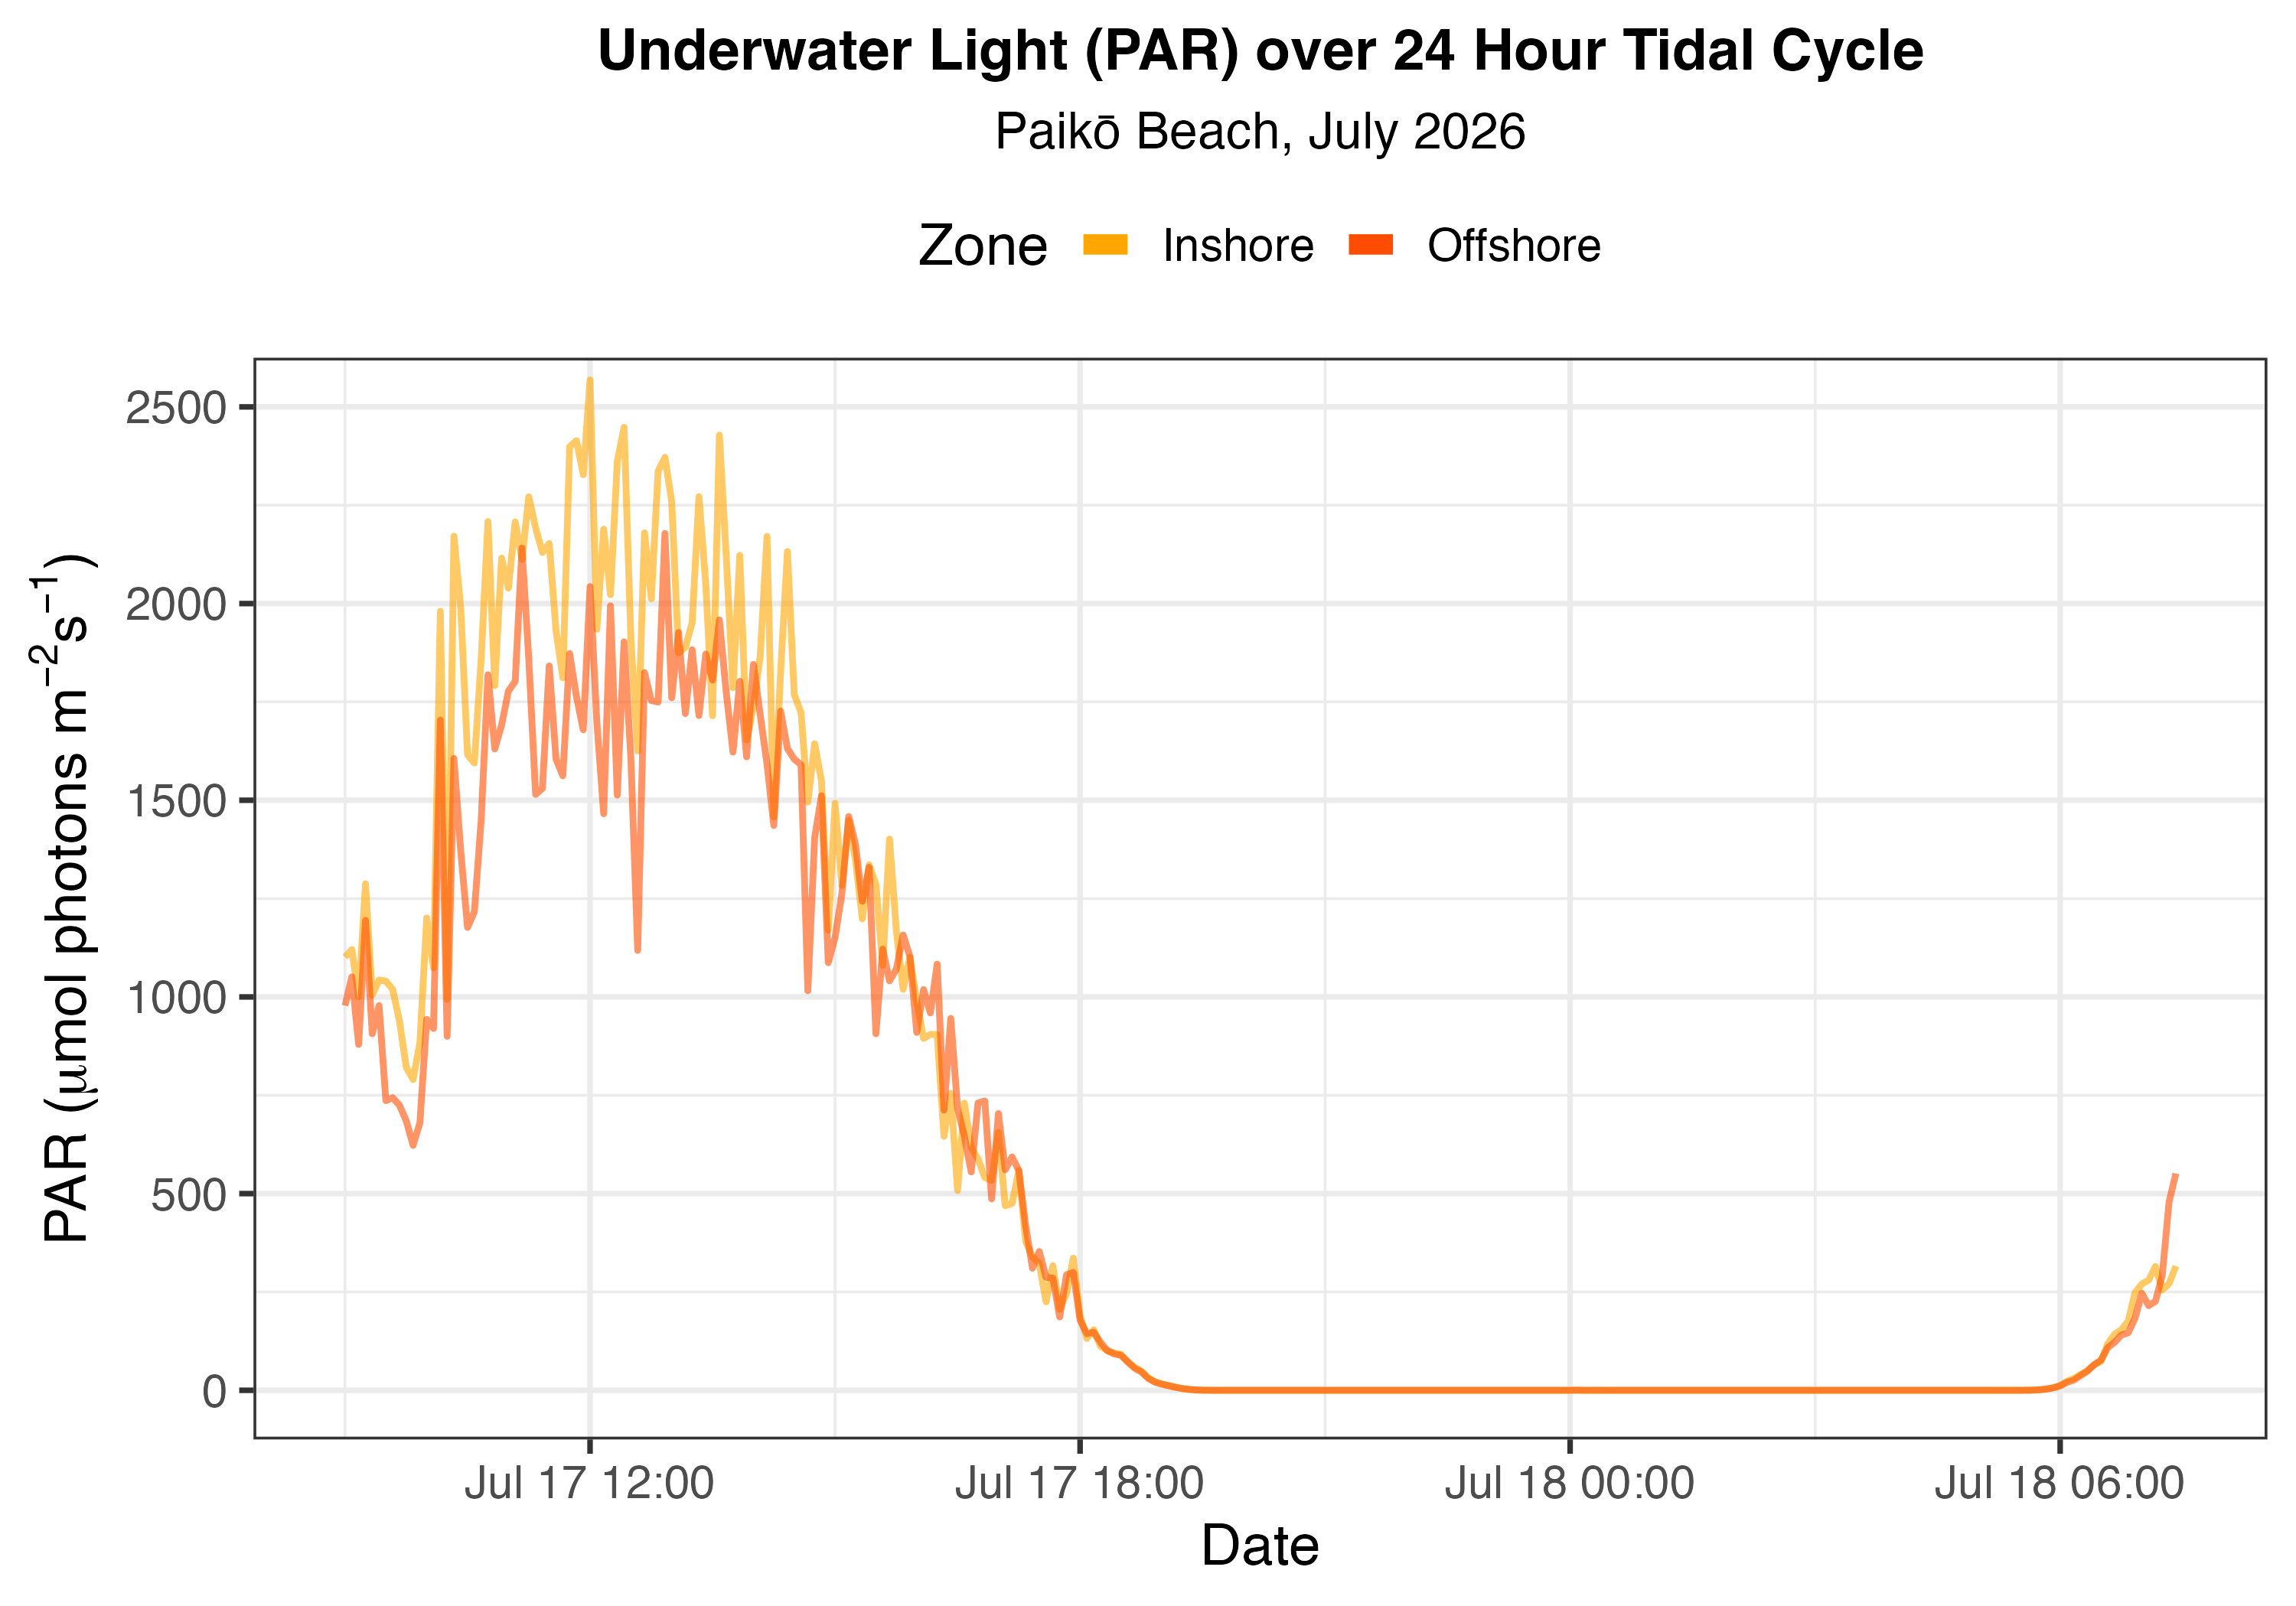 Underwater Light (PAR) over 24 Hour Tidal Cycle
Paikō Beach, July 2026
Zone Inshore Offshore
PAR (μmol photons m⁻²s⁻¹)
2500
2000
1500
1000
500
0
Jul 17 12:00 Jul 17 18:00 Jul 18 00:00 Jul 18 06:00
Date